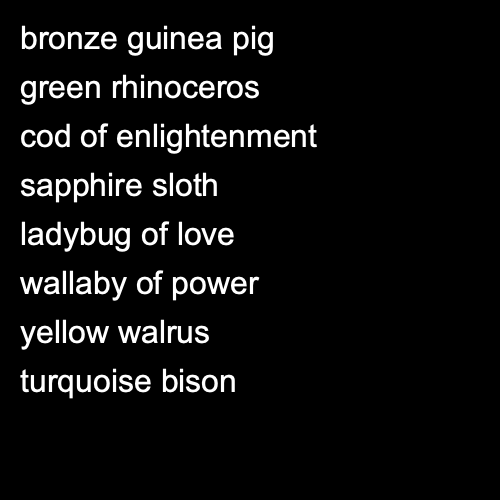 bronze guinea pig
green rhinoceros
cod of enlightenment
sapphire sloth
ladybug of love
wallaby of power
yellow walrus
turquoise bison